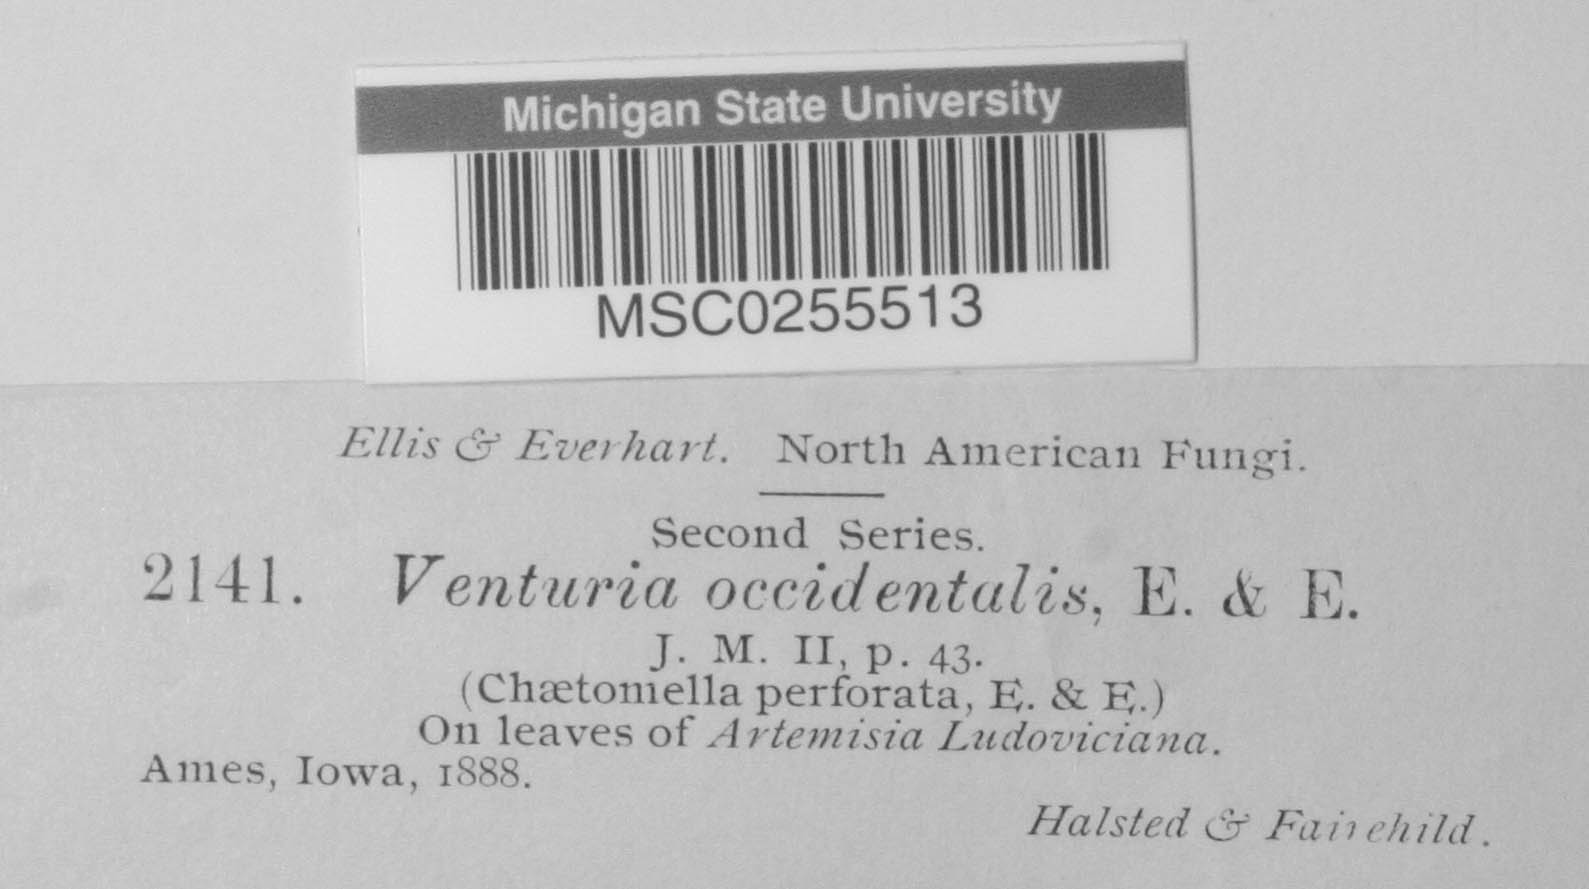 Michigan State University
MSC0255513
Ellis & Everhart. North American Fungi.
Second Series.
2141. Venturia occidentalis, E. & E.
J. M. II, p. 43.
(Chætomella perforata, E. & E.)
On leaves of Artemisia Ludoviciana.
Ames, Iowa, 1888.
Halsted & Fairchild.